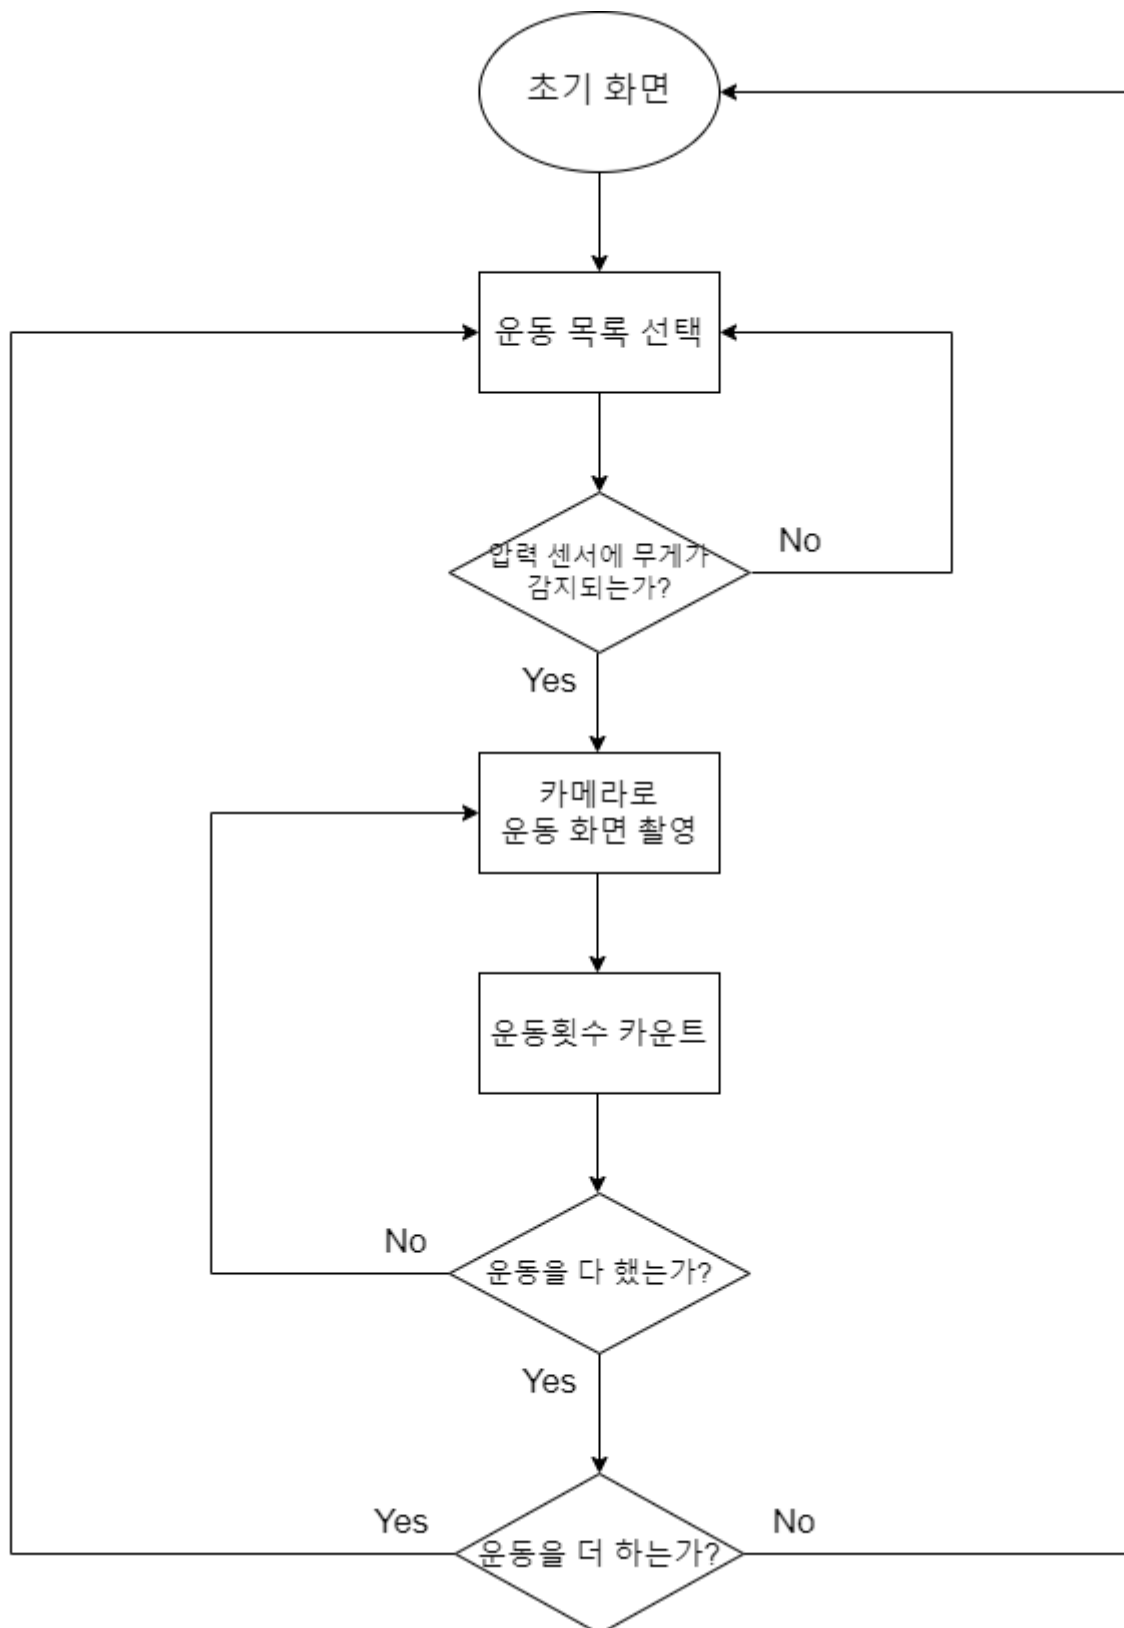 초기 화면
운동 목록 선택
압력 센서에 무게가
감지되는가?
No
Yes
카메라로
운동 화면 촬영
운동횟수 카운트
No
운동을 다 했는가?
Yes
Yes
운동을 더 하는가?
No